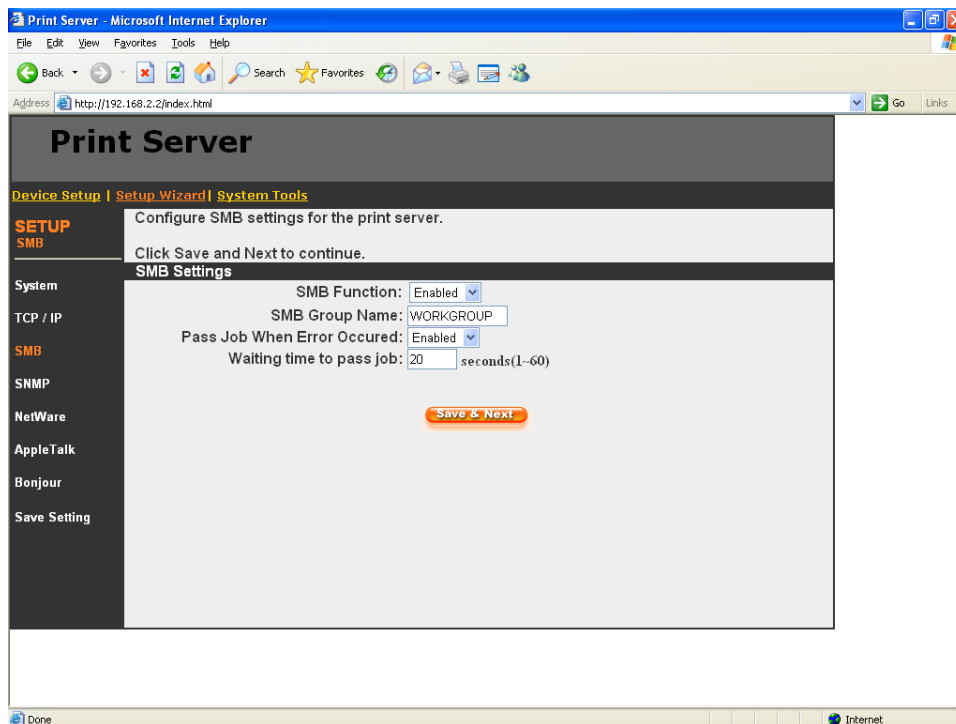 Print Server - Microsoft Internet Explorer
File Edit View Favorites Tools Help
Back Search Favorites
Address http://192.168.2.2/index.html Go Links
Print Server
Device Setup | Setup Wizard| System Tools
SETUP
SMB
System
TCP / IP
SMB
SNMP
NetWare
AppleTalk
Bonjour
Save Setting
Configure SMB settings for the print server.
Click Save and Next to continue.
SMB Settings
SMB Function: Enabled
SMB Group Name: WORKGROUP
Pass Job When Error Occured: Enabled
Waiting time to pass job: 20 seconds(1~60)
Save & Next
Done Internet